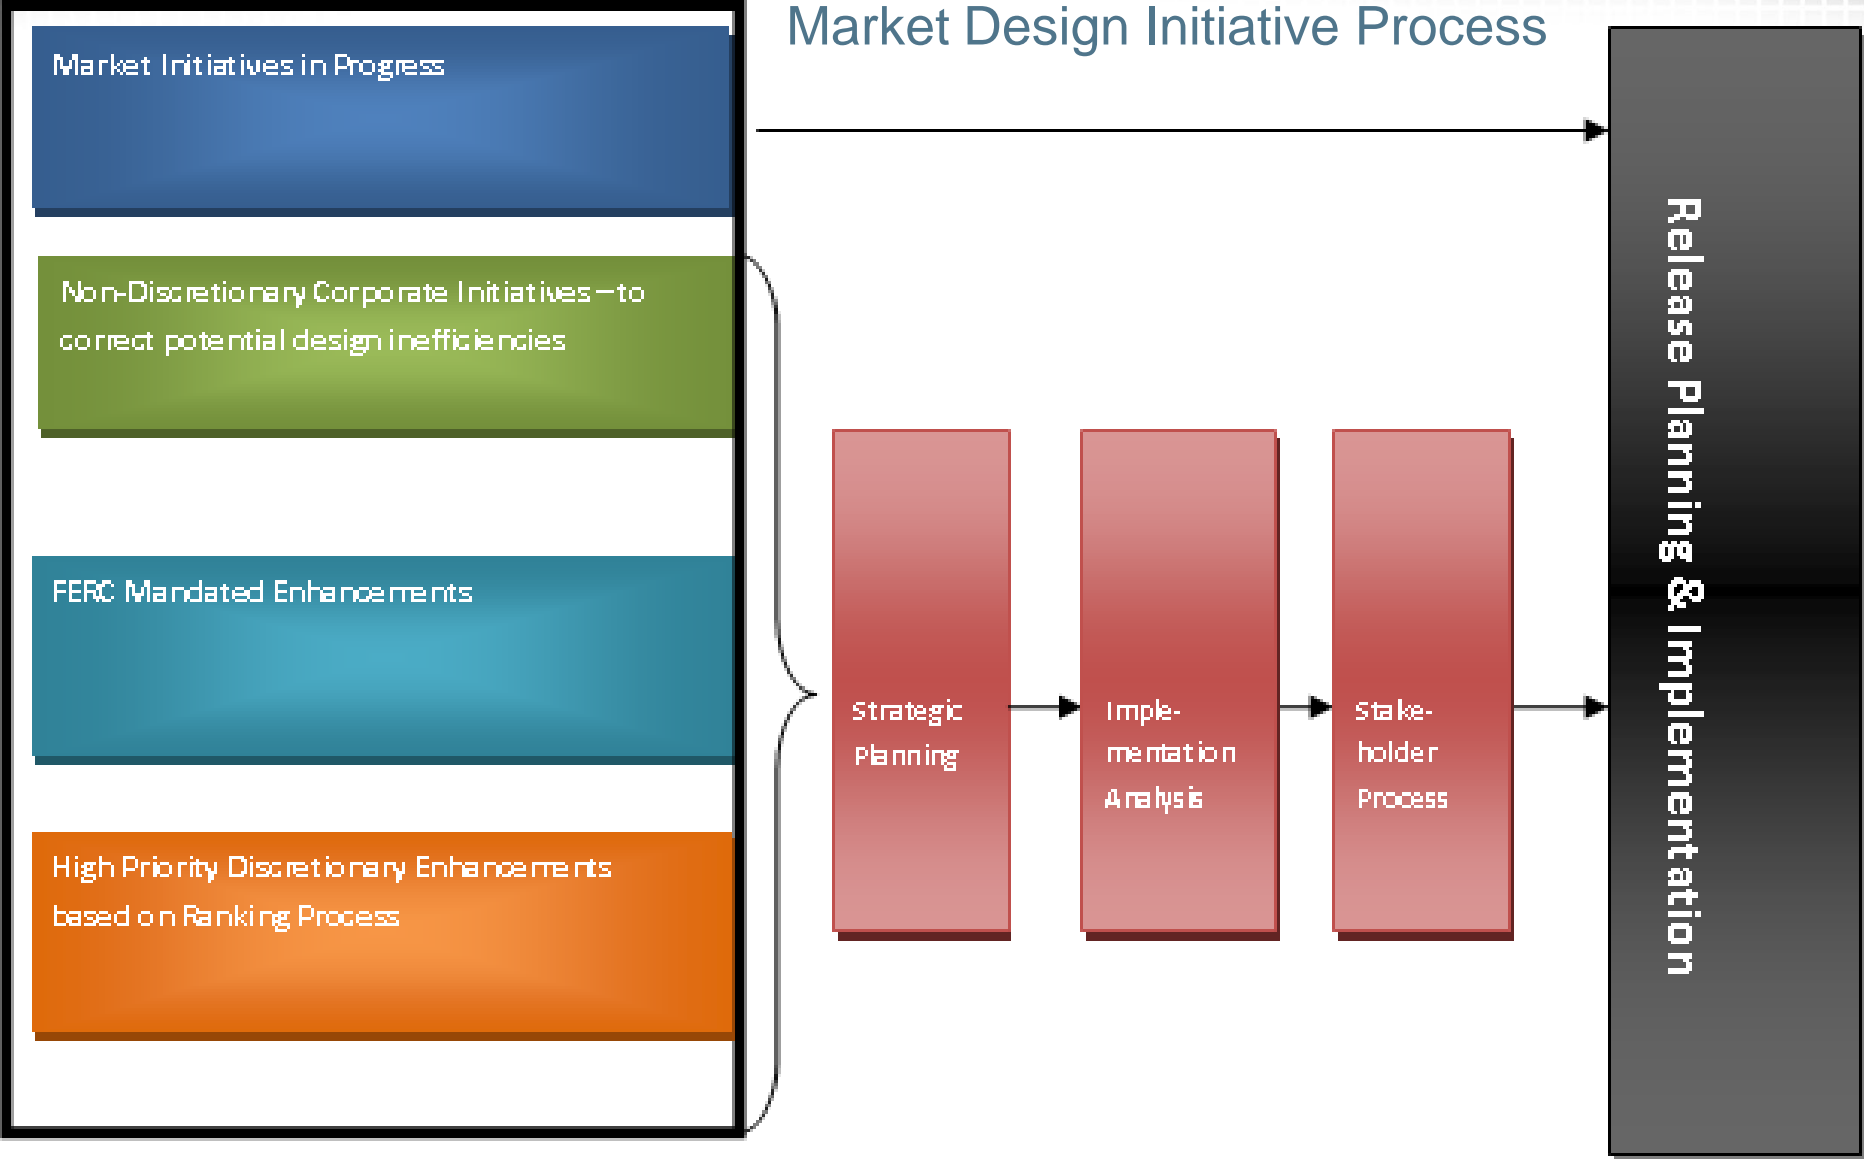 Market Design Initiative Process
Market Initiatives in Progress
Non-Discretionary Corporate Initiatives – to
correct potential design inefficiencies
FERC Mandated Enhancements
High Priority Discretionary Enhancements
based on Ranking Process
Strategic
Planning
Imple-
mentation
Analysis
Stake-
holder
Process
Release Planning & Implementation